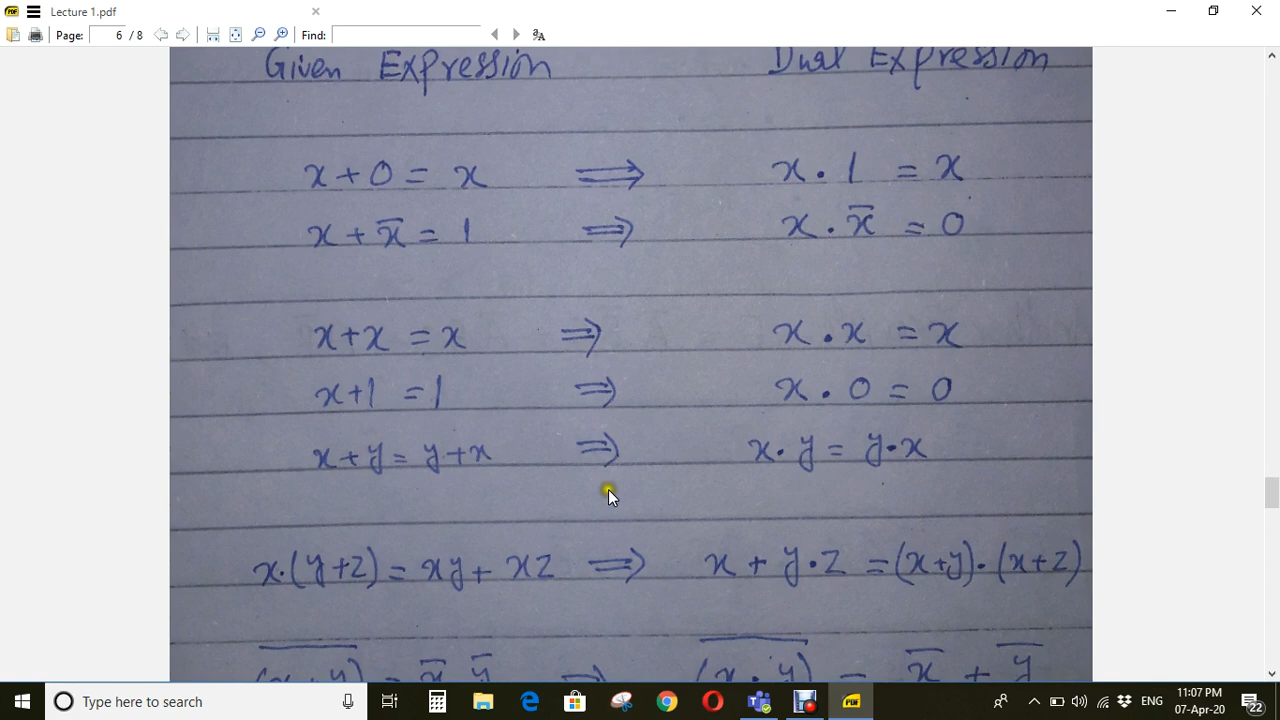 Lecture 1.pdf
Page: 6 / 8 Find:
Given Expression Dual Expression
x + 0 = x ⟹ x . 1 = x
x + x̅ = 1 ⟹ x . x̅ = 0
x + x = x ⟹ x . x = x
x + 1 = 1 ⟹ x . 0 = 0
x + y = y + x ⟹ x . y = y . x
x.(y+z) = xy + xz ⟹ x + y.z = (x+y).(x+z)
x̅ + y̅
Type here to search
ENG
11:07 PM
07-Apr-20
22